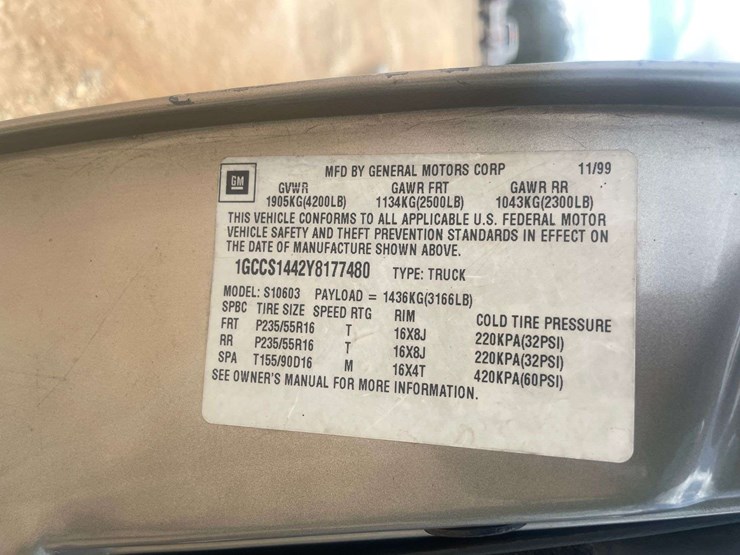 GM
MFD BY GENERAL MOTORS CORP 11/99
GVWR GAWR FRT GAWR RR
1905KG(4200LB) 1134KG(2500LB) 1043KG(2300LB)
THIS VEHICLE CONFORMS TO ALL APPLICABLE U.S. FEDERAL MOTOR
VEHICLE SAFETY AND THEFT PREVENTION STANDARDS IN EFFECT ON
THE DATE OF MANUFACTURE SHOWN ABOVE.
1GCCS1442Y8177480 TYPE: TRUCK
MODEL: S10603 PAYLOAD = 1436KG(3166LB)
SPBC TIRE SIZE SPEED RTG RIM COLD TIRE PRESSURE
FRT P235/55R16 T 16X8J 220KPA(32PSI)
RR P235/55R16 T 16X8J 220KPA(32PSI)
SPA T155/90D16 M 16X4T 420KPA(60PSI)
SEE OWNER'S MANUAL FOR MORE INFORMATION.